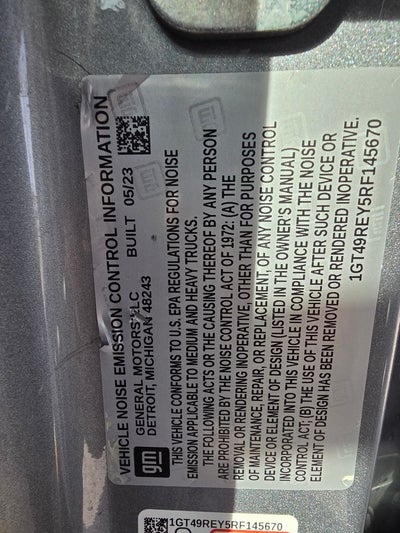 VEHICLE NOISE EMISSION CONTROL INFORMATION
gm
GENERAL MOTORS LLC
DETROIT, MICHIGAN 48243
BUILT 05/23
THIS VEHICLE CONFORMS TO U.S. EPA REGULATIONS FOR NOISE
EMISSION APPLICABLE TO MEDIUM AND HEAVY TRUCKS.
THE FOLLOWING ACTS OR THE CAUSING THEREOF BY ANY PERSON
ARE PROHIBITED BY THE NOISE CONTROL ACT OF 1972: (A) THE
REMOVAL OR RENDERING INOPERATIVE, OTHER THAN FOR PURPOSES
OF MAINTENANCE, REPAIR, OR REPLACEMENT, OF ANY NOISE CONTROL
DEVICE OR ELEMENT OF DESIGN (LISTED IN THE OWNER'S MANUAL)
INCORPORATED INTO THIS VEHICLE IN COMPLIANCE WITH THE NOISE
CONTROL ACT; (B) THE USE OF THIS VEHICLE AFTER SUCH DEVICE OR
ELEMENT OF DESIGN HAS BEEN REMOVED OR RENDERED INOPERATIVE.
1GT49REY5RF145670
1GT49REY5RF145670